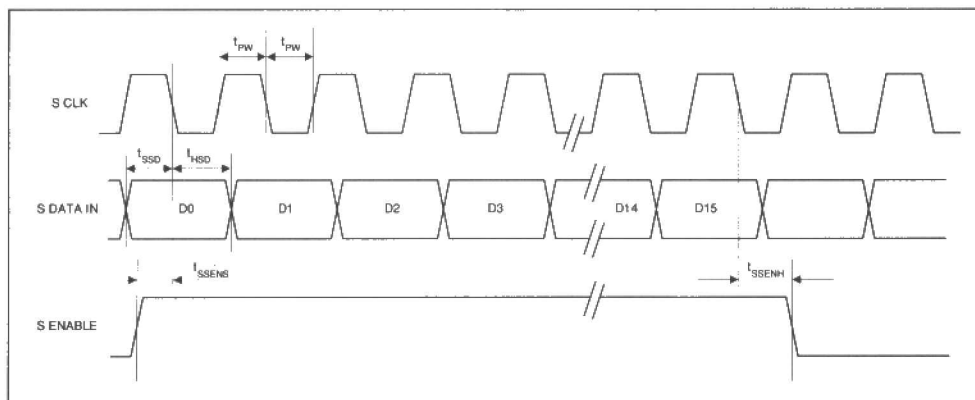 tPW tPW
S CLK
tSSD tHSD
S DATA IN D0 D1 D2 D3 D14 D15
tSSENS tSSENH
S ENABLE